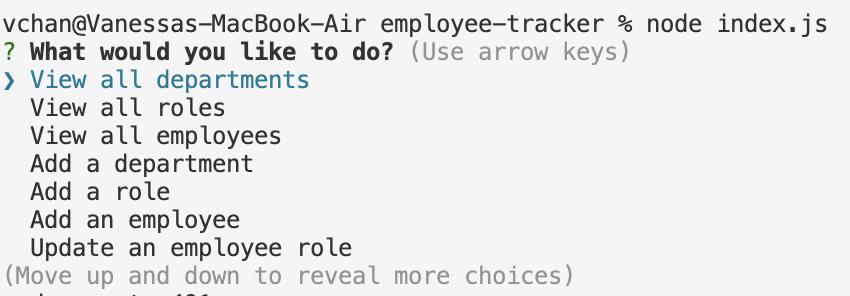 vchan@Vanessas-MacBook-Air employee-tracker % node index.js
? What would you like to do? (Use arrow keys)
❯ View all departments
View all roles
View all employees
Add a department
Add a role
Add an employee
Update an employee role
(Move up and down to reveal more choices)